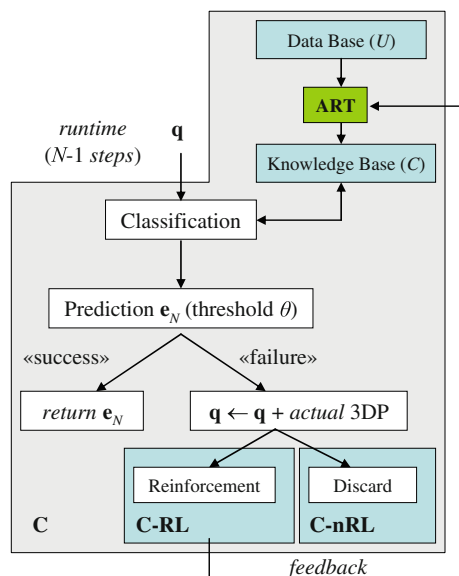 Data Base (U)
ART
runtime q
(N-1 steps)
Knowledge Base (C)
Classification
Prediction e_N (threshold θ)
«success» «failure»
return e_N
q ← q + actual 3DP
Reinforcement
Discard
C
C-RL
C-nRL
feedback